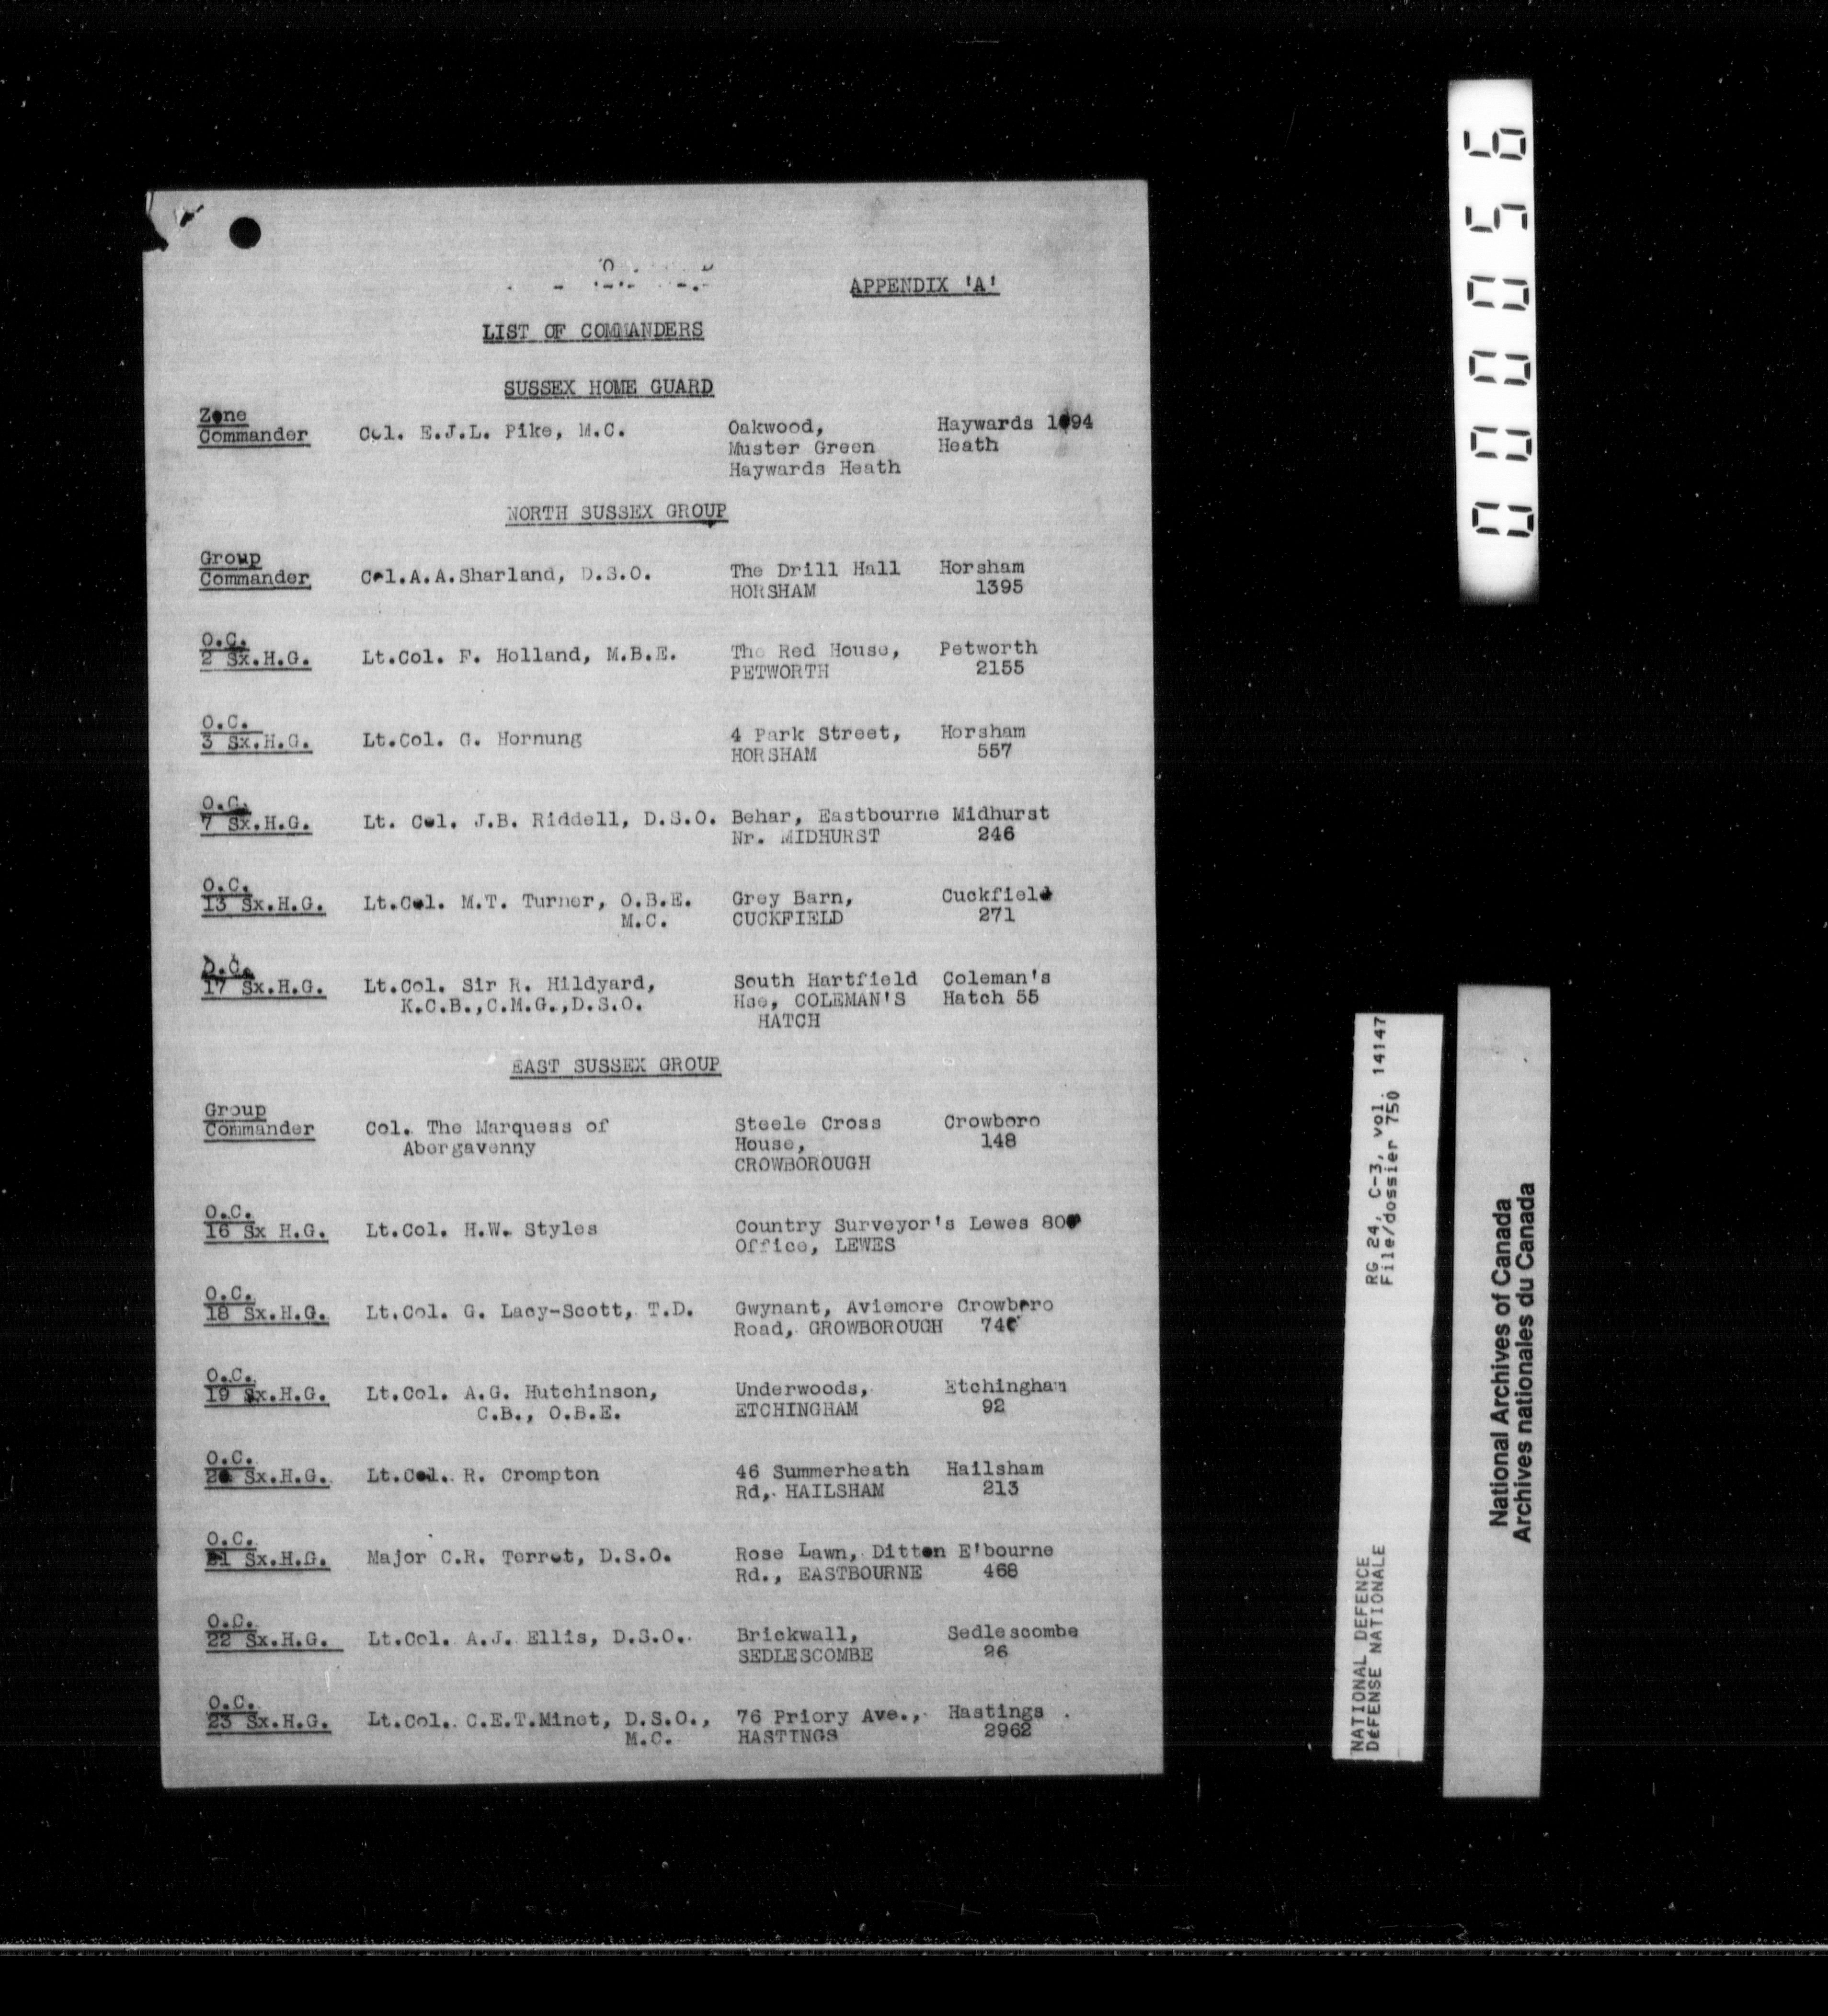 APPENDIX 'A'
LIST OF COMMANDERS
SUSSEX HOME GUARD
Zone
Commander Col. E.J.L. Pike, M.C. Oakwood, Haywards 1094
Muster Green Heath
Haywards Heath
NORTH SUSSEX GROUP
Group
Commander Col.A.A.Sharland, D.S.O. The Drill Hall Horsham
HORSHAM 1395
O.C.
2 Sx.H.G. Lt.Col. F. Holland, M.B.E. The Red House, Petworth
PETWORTH 2155
O.C.
3 Sx.H.G. Lt.Col. G. Hornung 4 Park Street, Horsham
HORSHAM 557
O.C.
7 Sx.H.G. Lt. Col. J.B. Riddell, D.S.O. Behar, Eastbourne Midhurst
Nr. MIDHURST 246
O.C.
13 Sx.H.G. Lt.Col. M.T. Turner, O.B.E. Grey Barn, Cuckfield
M.C. CUCKFIELD 271
O.C.
17 Sx.H.G. Lt.Col. Sir R. Hildyard, South Hartfield Coleman's
K.C.B.,C.M.G.,D.S.O. Hse, COLEMAN'S Hatch 55
HATCH
EAST SUSSEX GROUP
Group
Commander Col. The Marquess of Steele Cross Crowboro
Abergavenny House, 148
CROWBOROUGH
O.C.
16 Sx H.G. Lt.Col. H.W. Styles Country Surveyor's Lewes
Office, LEWES
O.C.
18 Sx.H.G. Lt.Col. G. Lacy-Scott, T.D. Gwynant, Aviemore Crowboro
Road, GROWBOROUGH
O.C.
19 Sx.H.G. Lt.Col. A.G. Hutchinson, Underwoods, Etchingham
C.B., O.B.E. ETCHINGHAM 92
O.C.
20 Sx.H.G. Lt.Col. R. Crompton 46 Summerheath Hailsham
Rd, HAILSHAM 213
O.C.
21 Sx.H.G. Major C.R. Terrot, D.S.O. Rose Lawn, Ditton E'bourne
Rd., EASTBOURNE 468
O.C.
22 Sx.H.G. Lt.Col. A.J. Ellis, D.S.O. Brickwall, Sedlescombe
SEDLESCOMBE 26
O.C.
23 Sx.H.G. Lt.Col. C.E.T.Minet, D.S.O., 76 Priory Ave., Hastings
M.C. HASTINGS 2962
000056
RG 24, C-3, vol. 14147
File/dossier 750
NATIONAL DEFENCE
DéFENSE NATIONALE
National Archives of Canada
Archives nationales du Canada